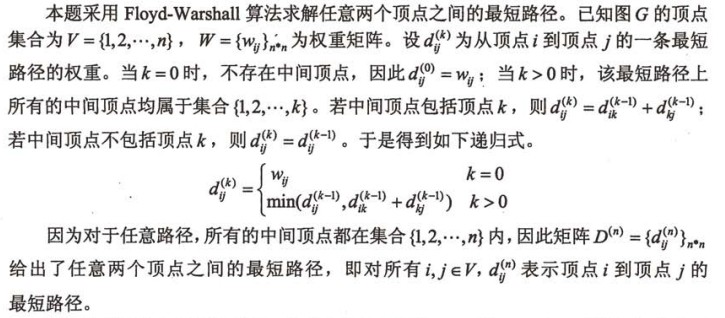 本题采用 Floyd-Warshall 算法求解任意两个顶点之间的最短路径。已知图 G 的顶点
集合为 V = {1,2,⋯,n}，W = {w_{ij}}_{n*n} 为权重矩阵。设 d_{ij}^{(k)} 为从顶点 i 到顶点 j 的一条最短
路径的权重。当 k = 0 时，不存在中间顶点，因此 d_{ij}^{(0)} = w_{ij}；当 k > 0 时，该最短路径上
所有的中间顶点均属于集合 {1,2,⋯,k}。若中间顶点包括顶点 k，则 d_{ij}^{(k)} = d_{ik}^{(k-1)} + d_{kj}^{(k-1)}；
若中间顶点不包括顶点 k，则 d_{ij}^{(k)} = d_{ij}^{(k-1)}。于是得到如下递归式。
d_{ij}^{(k)} = { w_{ij} k = 0
min(d_{ij}^{(k-1)}, d_{ik}^{(k-1)} + d_{kj}^{(k-1)}) k > 0
因为对于任意路径，所有的中间顶点都在集合 {1,2,⋯,n} 内，因此矩阵 D^{(n)} = {d_{ij}^{(n)}}_{n*n}
给出了任意两个顶点之间的最短路径，即对所有 i, j ∈ V，d_{ij}^{(n)} 表示顶点 i 到顶点 j 的
最短路径。